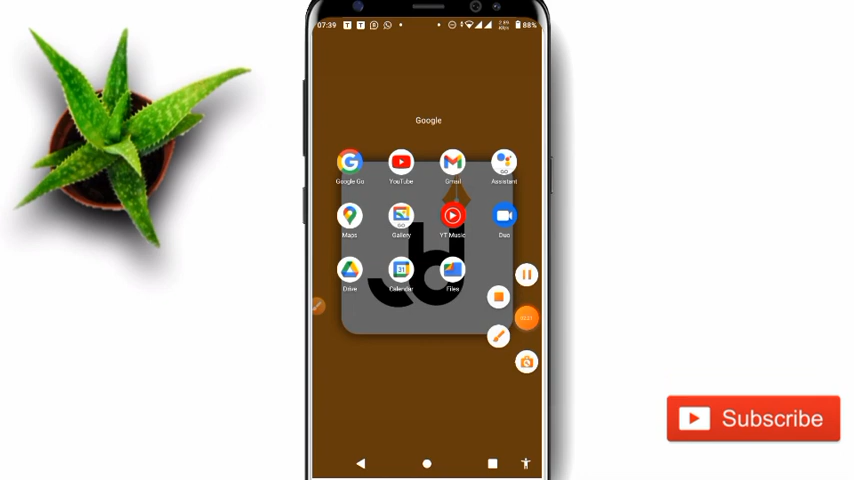 07:39
88%
Google
Google Go
YouTube
Gmail
Assistant
Maps
Gallery
YT Music
Duo
Drive
Calendar
Files
Subscribe